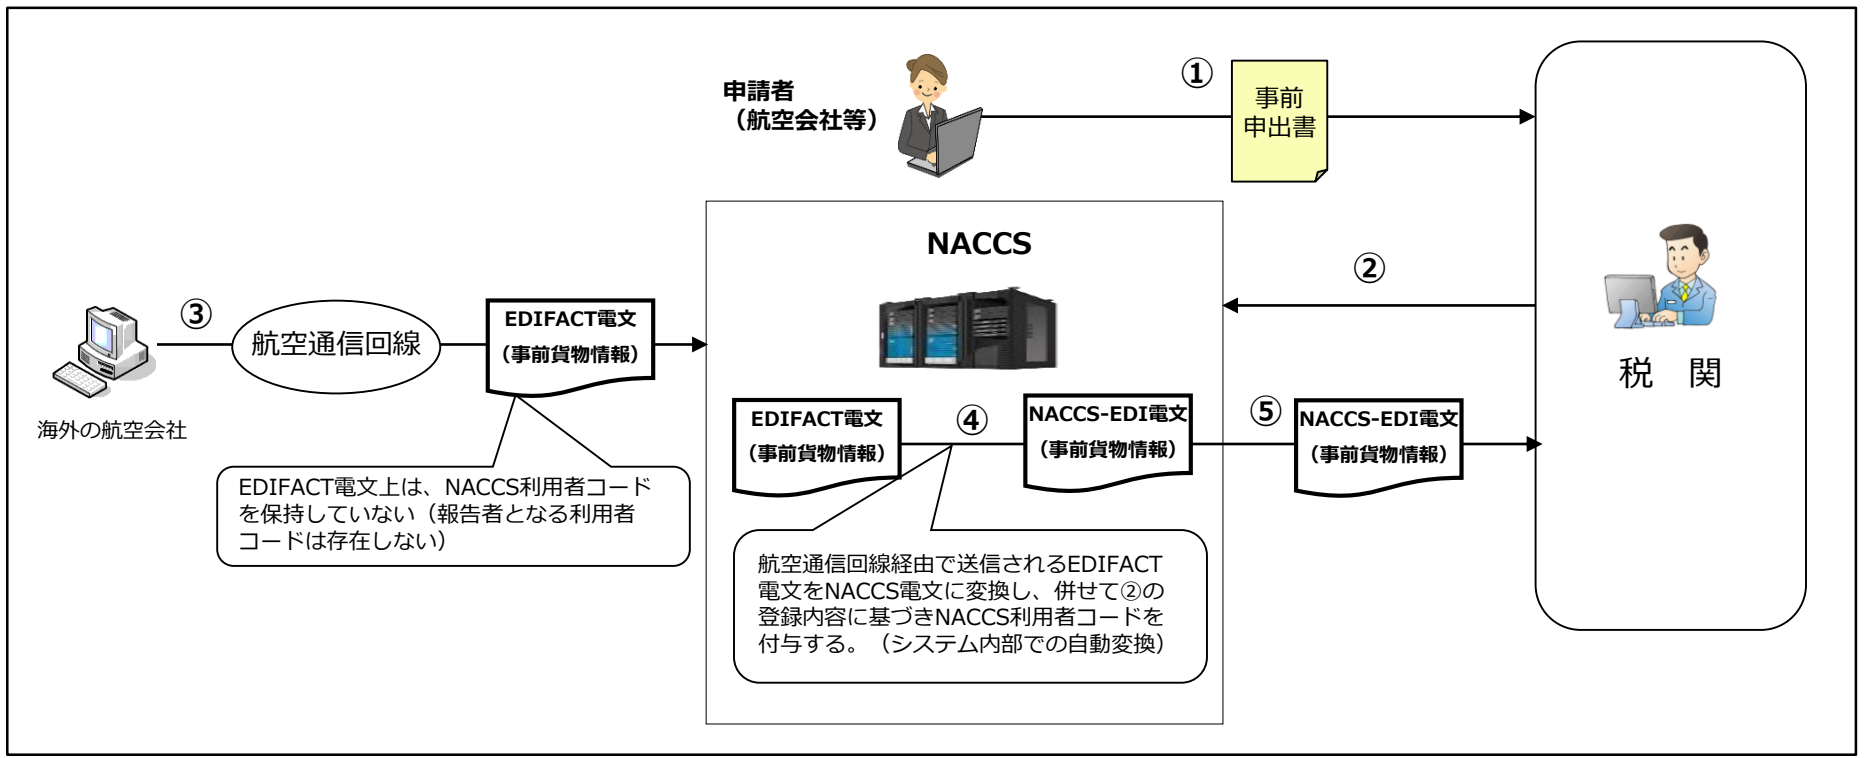 申請者
（航空会社等）
①
事前
申出書
NACCS
②
③
航空通信回線
EDIFACT電文
（事前貨物情報）
税　関
海外の航空会社
EDIFACT電文
（事前貨物情報）
④
NACCS-EDI電文
（事前貨物情報）
⑤
NACCS-EDI電文
（事前貨物情報）
EDIFACT電文上は、NACCS利用者コード
を保持していない（報告者となる利用者
コードは存在しない）
航空通信回線経由で送信されるEDIFACT
電文をNACCS電文に変換し、併せて②の
登録内容に基づきNACCS利用者コードを
付与する。（システム内部での自動変換）